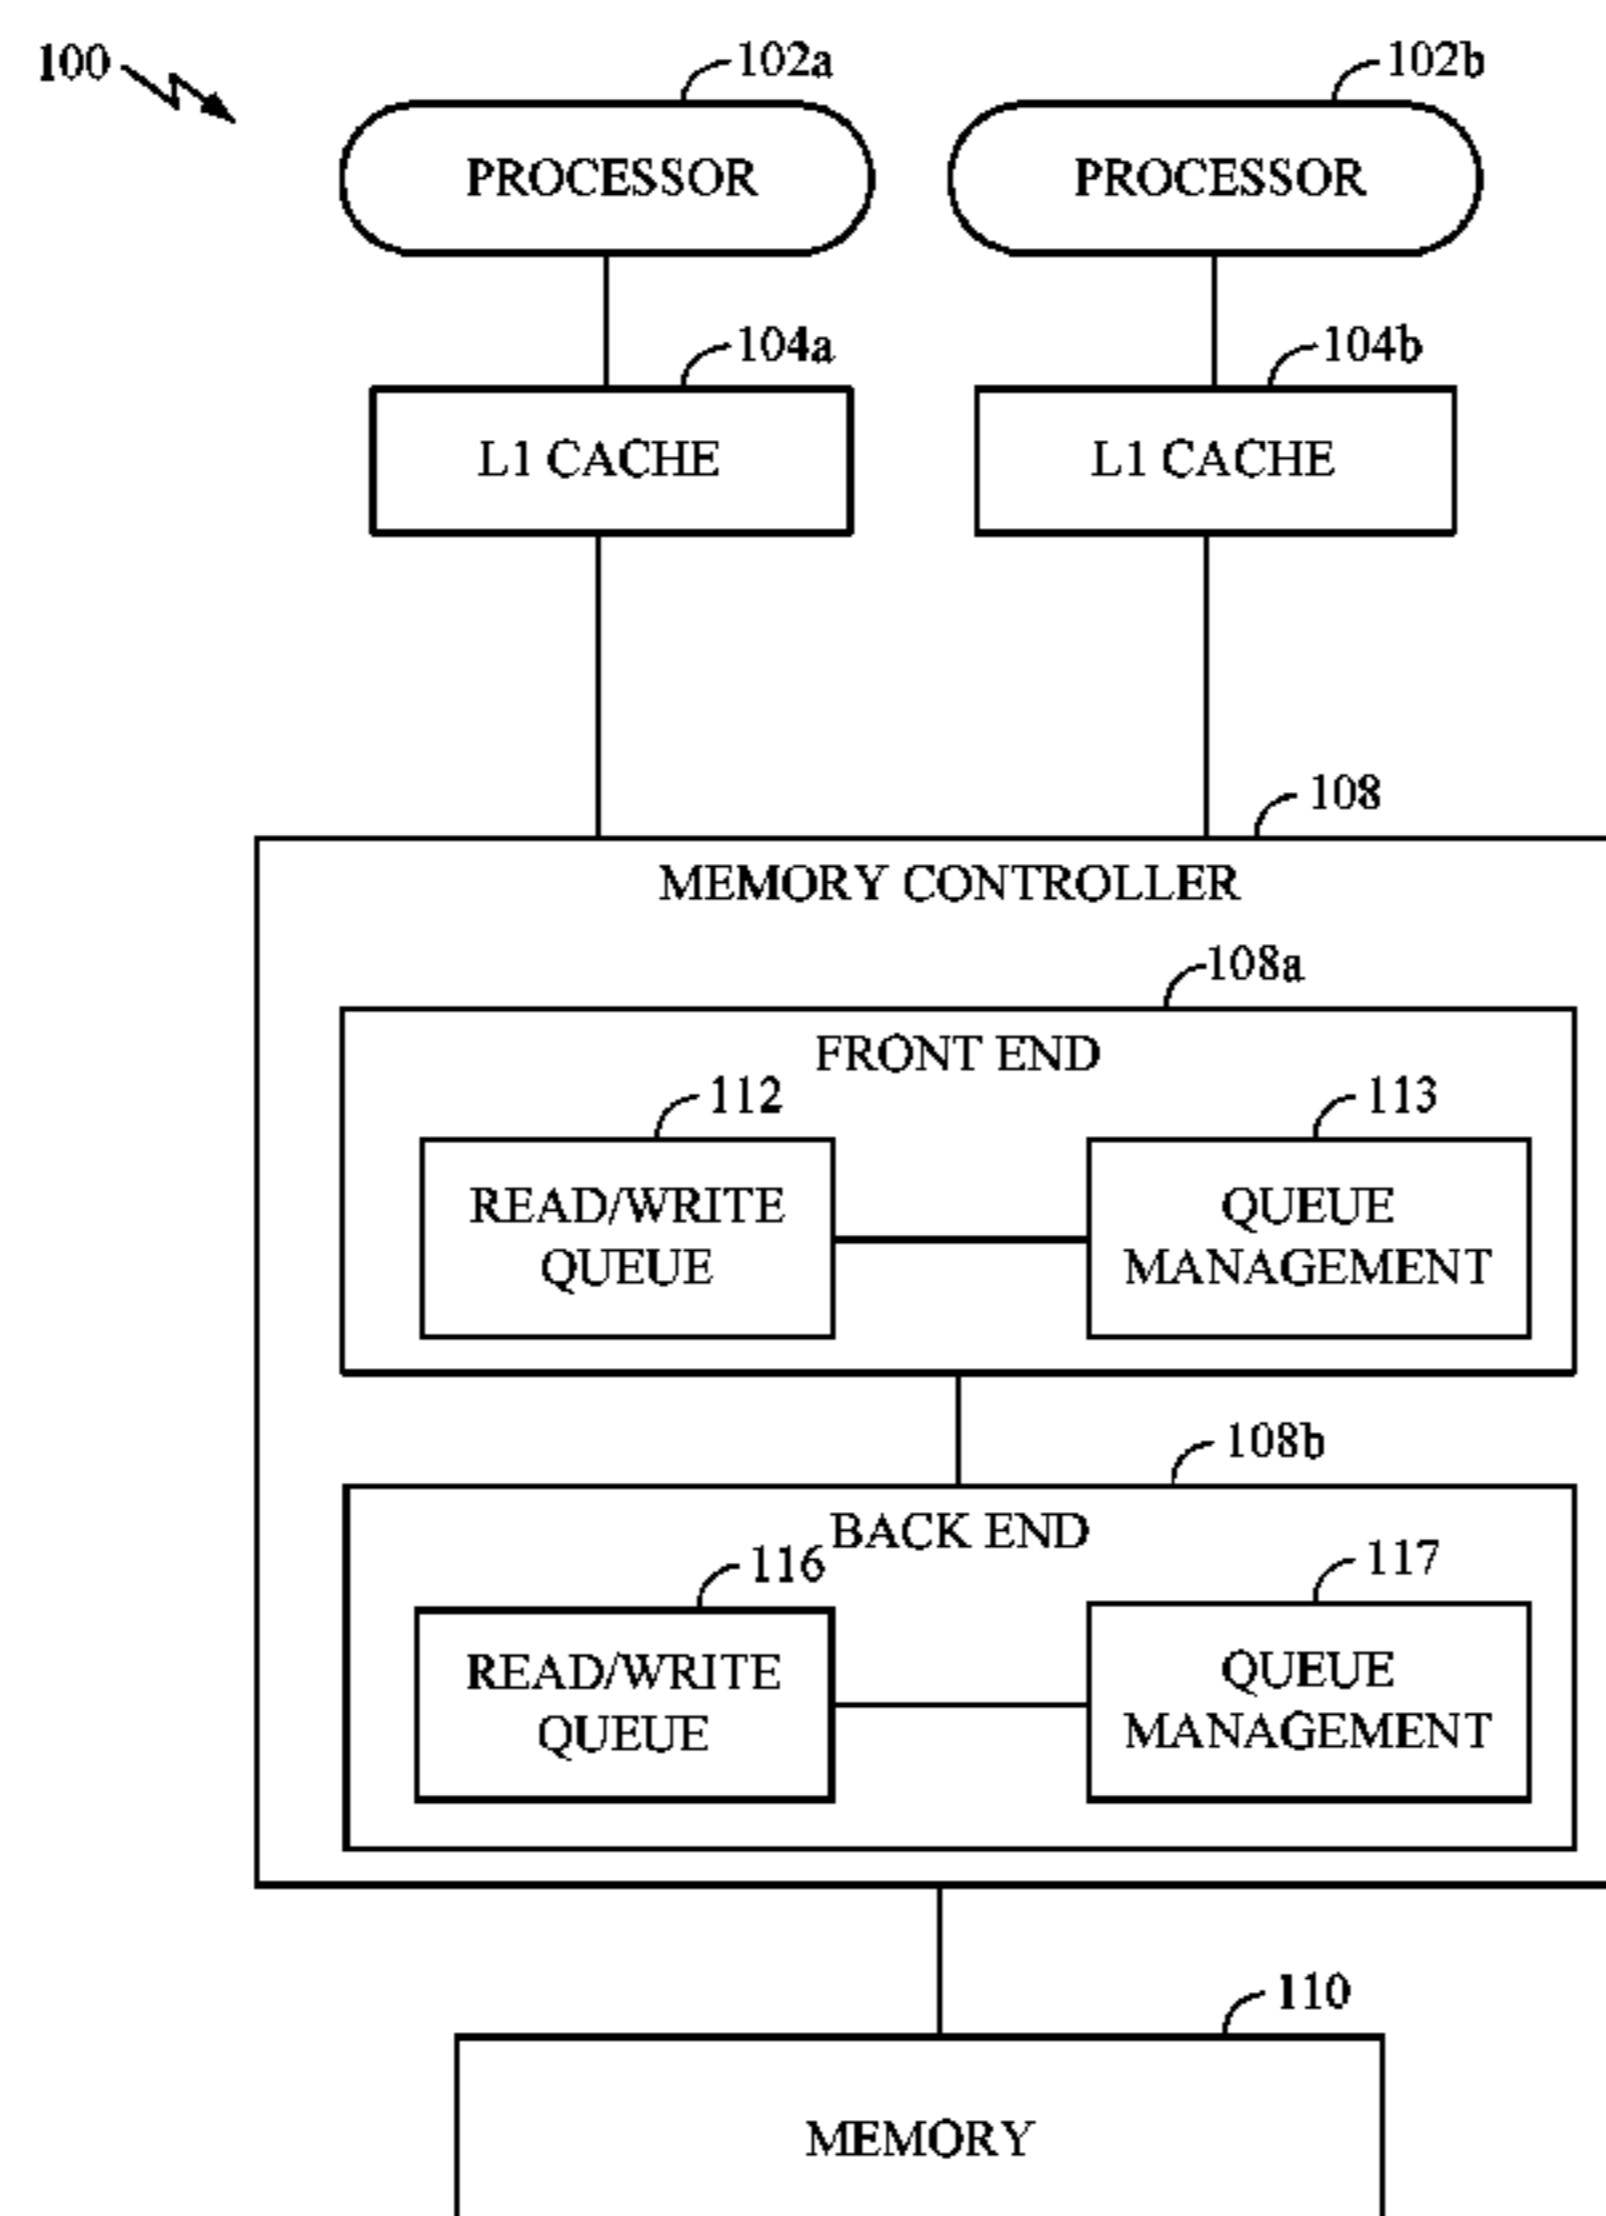 100
102a
102b
PROCESSOR
PROCESSOR
104a
104b
L1 CACHE
L1 CACHE
108
MEMORY CONTROLLER
108a
FRONT END
112
113
READ/WRITE
QUEUE
QUEUE
MANAGEMENT
108b
BACK END
116
117
READ/WRITE
QUEUE
QUEUE
MANAGEMENT
110
MEMORY